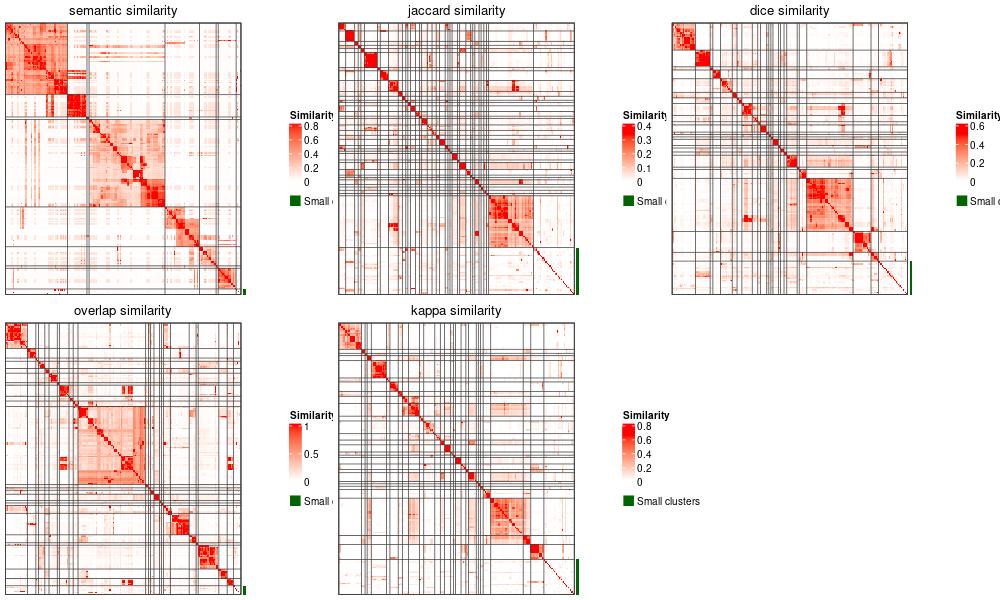 semantic similarity
Similarity
0.8
0.6
0.4
0.2
0
Small
jaccard similarity
Similarity
0.4
0.3
0.2
0.1
0
Small
dice similarity
Similarity
0.6
0.4
0.2
0
Small
overlap similarity
Similarity
1
0.5
0
Small
kappa similarity
Similarity
0.8
0.6
0.4
0.2
0
Small clusters